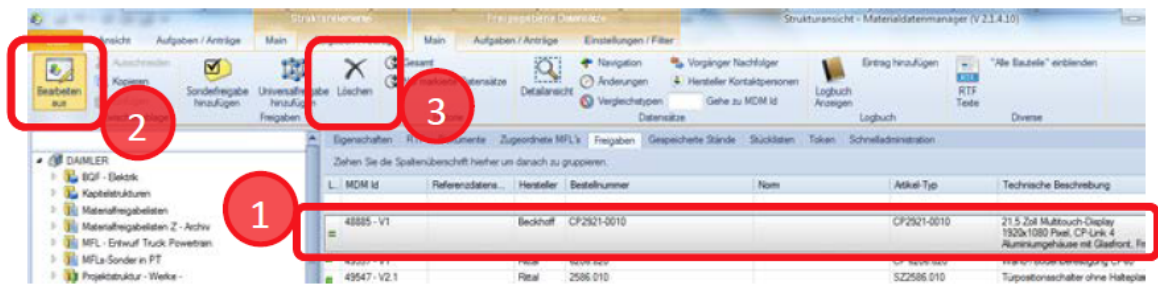 Strukturelemente
Freigegebene Datensätze
Strukturansicht - Materialdatenmanager (V 2.1.4.10)
Ansicht Aufgaben / Anträge Main Main Aufgaben / Anträge Einstellungen / Filter
Bearbeiten aus
Ausschneiden
Kopieren
Sonderfreigabe hinzufügen
Universalfreigabe hinzufügen
Freigaben
Löschen
Gesamt
markierte Datensätze
Detailansicht
Navigation
Änderungen
Vergleichstypen
Vorgänger Nachfolger
Hersteller Kontaktpersonen
Gehe zu MDM Id
Datensätze
Logbuch Anzeigen
Eintrag hinzufügen
Logbuch
RTF Texte
"Alle Bauteile" einblenden
Diverse
2
3
Eigenschaften Zugeordnete MFL's Freigaben Gespeicherte Stände Stücklisten Token Schnelladministration
Ziehen Sie die Spaltenüberschrift hierher um danach zu gruppieren.
L... MDM Id Referenzdatens... Hersteller Bestellnummer Norm Artikel-Typ Technische Beschreibung
DAIMLER
BQF - Elektrik
Kapitelstrukturen
Materialfreigabelisten
Materialfreigabelisten Z - Archiv
MFL - Entwurf Truck Powertrain
MFLs-Sonder in PT
Projektstruktur - Werke -
1
48885 - V1 Beckhoff CP2921-0010 CP2921-0010 21,5 Zoll Multitouch-Display
1920x1080 Pixel, CP-Link 4
Aluminiumgehäuse mit Glasfront, Fr
49547 - V2.1 Rittal 2586.010 SZ2586.010 Türpositionsschalter ohne Halteplat